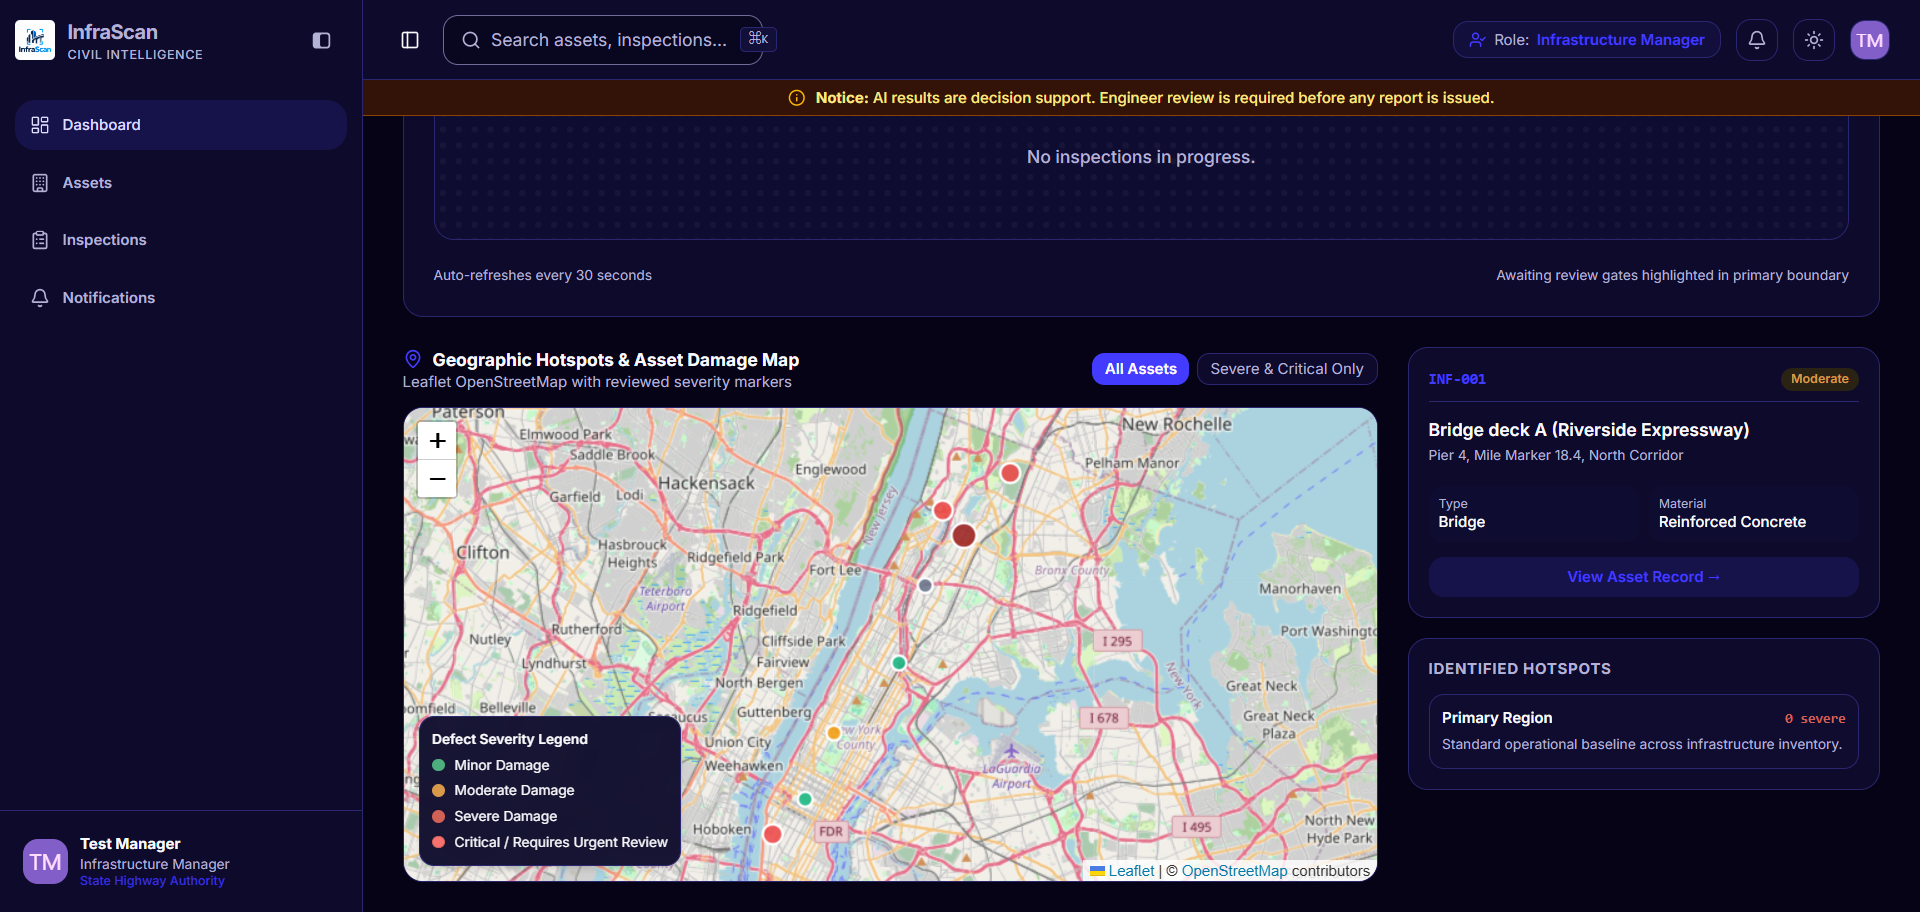 InfraScan
CIVIL INTELLIGENCE
Search assets, inspections...
⌘K
Role: Infrastructure Manager
TM
Notice: AI results are decision support. Engineer review is required before any report is issued.
Dashboard
Assets
Inspections
Notifications
No inspections in progress.
Auto-refreshes every 30 seconds
Awaiting review gates highlighted in primary boundary
Geographic Hotspots & Asset Damage Map
Leaflet OpenStreetMap with reviewed severity markers
All Assets
Severe & Critical Only
+
−
Paterson
Elmwood Park
Saddle Brook
Englewood
New Rochelle
Pelham Manor
Hackensack
Garfield
Lodi
New Jersey
Clifton
Hasbrouck
Heights
Ridgefield Park
Fort Lee
Bronx County
Manorhaven
Teterboro
Airport
Ridgefield
Nutley
Rutherford
Cliffside Park
Port Washingto
I 295
Lyndhurst
Fairview
North Bergen
New York
Great Neck
Belleville
Guttenberg
I 678
Great Neck
Plaza
New York
County
Union City
Weehawken
LaGuardia
Airport
Hoboken
FDR
I 495
North New
Hyde Park
Defect Severity Legend
Minor Damage
Moderate Damage
Severe Damage
Critical / Requires Urgent Review
Leaflet | © OpenStreetMap contributors
INF-001
Moderate
Bridge deck A (Riverside Expressway)
Pier 4, Mile Marker 18.4, North Corridor
Type
Bridge
Material
Reinforced Concrete
View Asset Record →
IDENTIFIED HOTSPOTS
Primary Region
0 severe
Standard operational baseline across infrastructure inventory.
TM
Test Manager
Infrastructure Manager
State Highway Authority